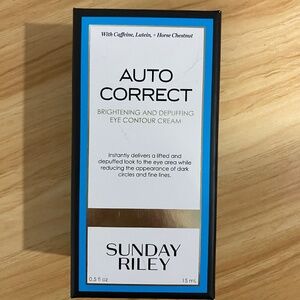 With Caffeine, Lutein, + Horse Chestnut
AUTO
CORRECT
BRIGHTENING AND DEPUFFING
EYE CONTOUR CREAM
Instantly delivers a lifted and
depuffed look to the eye area while
reducing the appearance of dark
circles and fine lines.
SUNDAY
RILEY
0.5 fl oz 15 mL